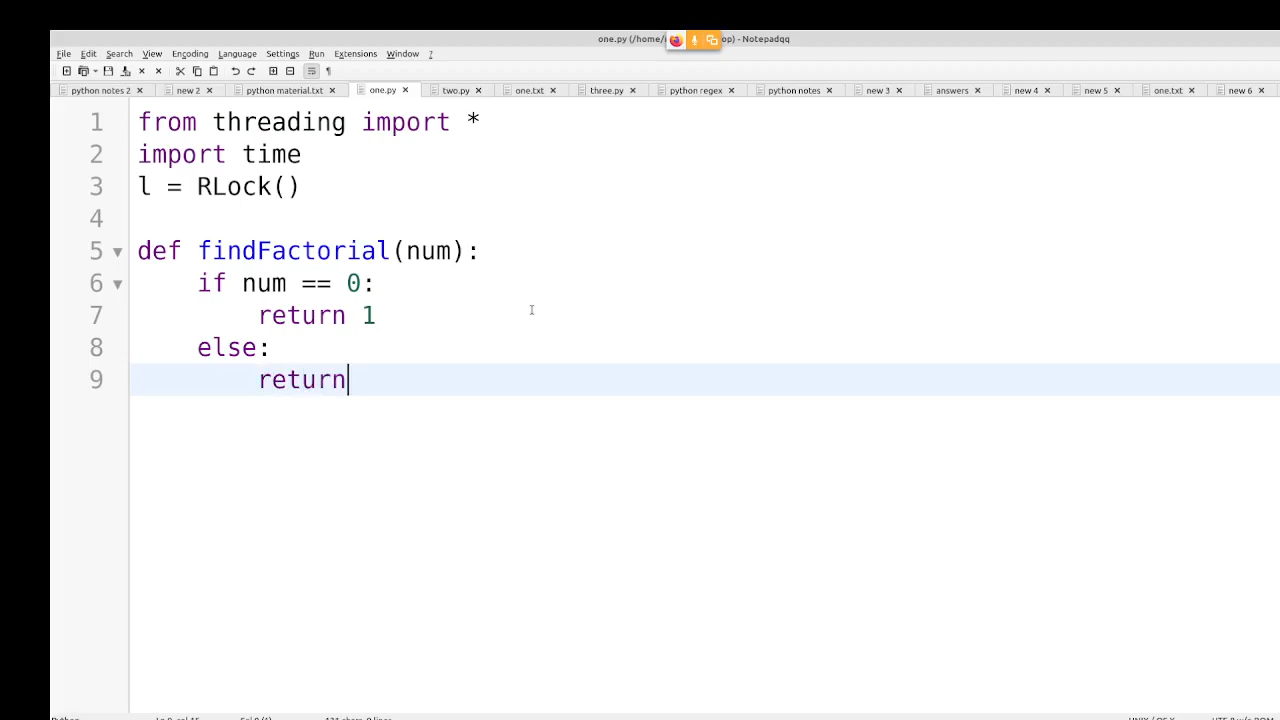 one.py (/home/ op) - Notepadqq
File Edit Search View Encoding Language Settings Run Extensions Window ?
python notes 2 new 2 python material.txt one.py two.py one.txt three.py python regex python notes new 3 answers new 4 new 5 one.txt new 6
1 from threading import *
2 import time
3 l = RLock()
4
5 def findFactorial(num):
6 if num == 0:
7 return 1
8 else:
9 return